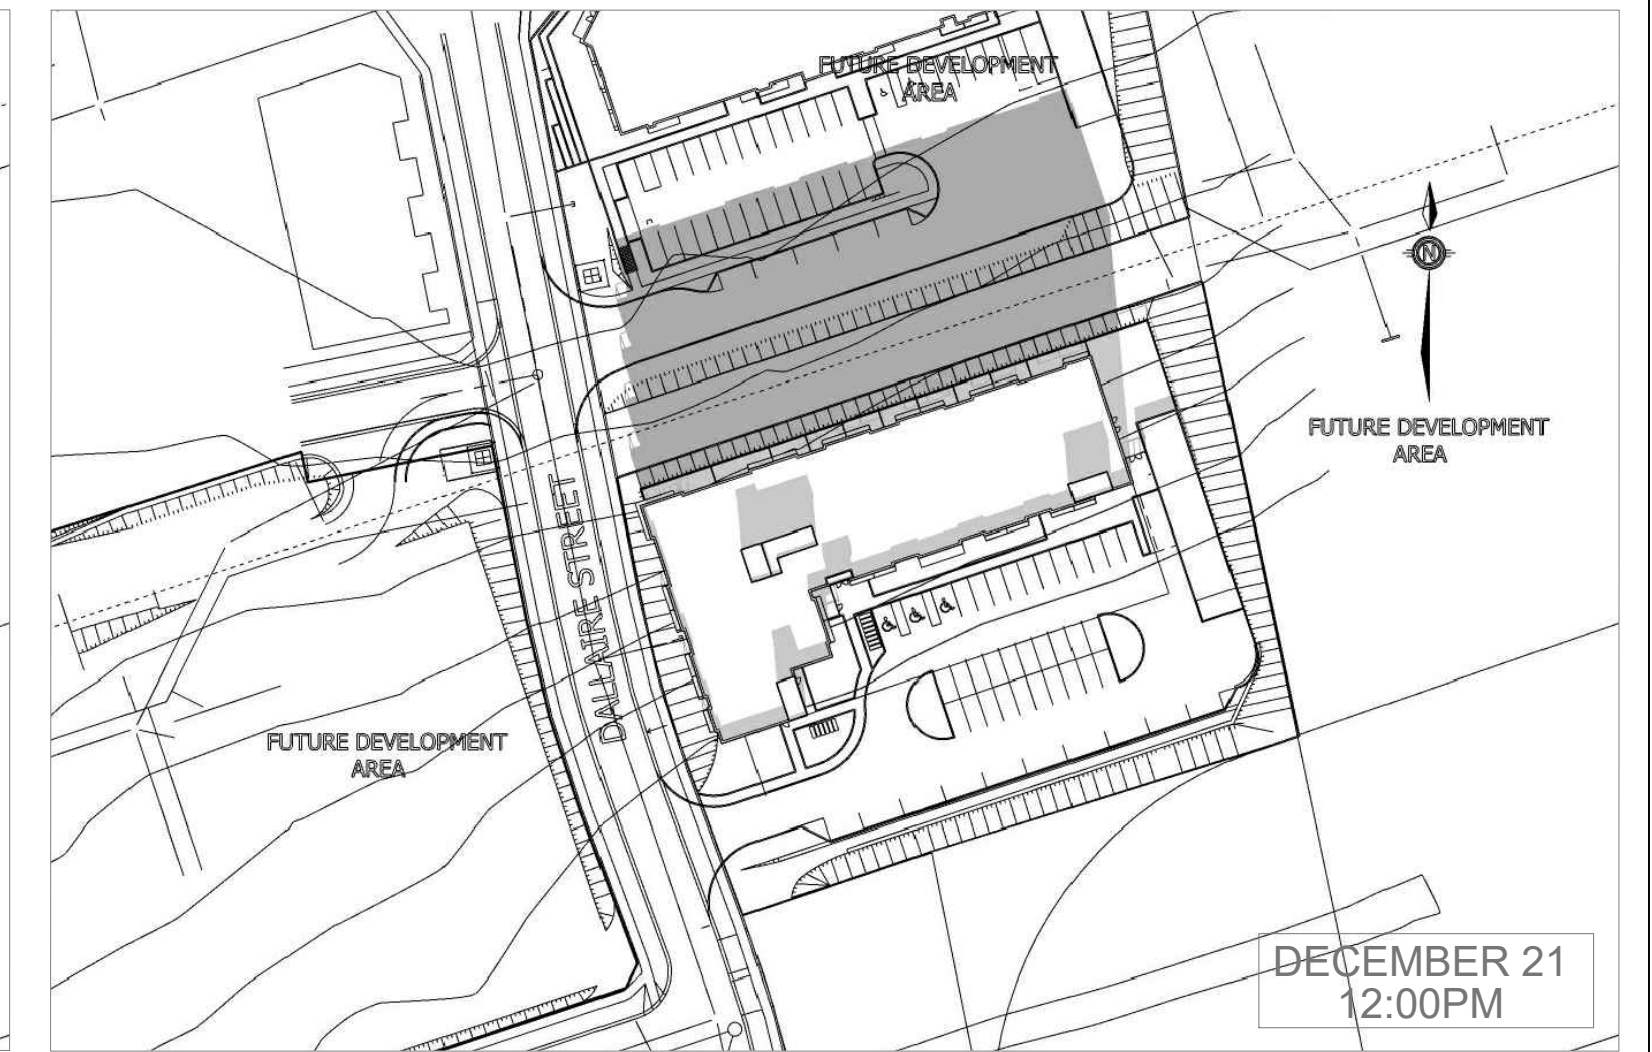 FUTURE DEVELOPMENT
AREA
N
FUTURE DEVELOPMENT
AREA
DALLAIRE STREET
FUTURE DEVELOPMENT
AREA
DECEMBER 21
12:00PM